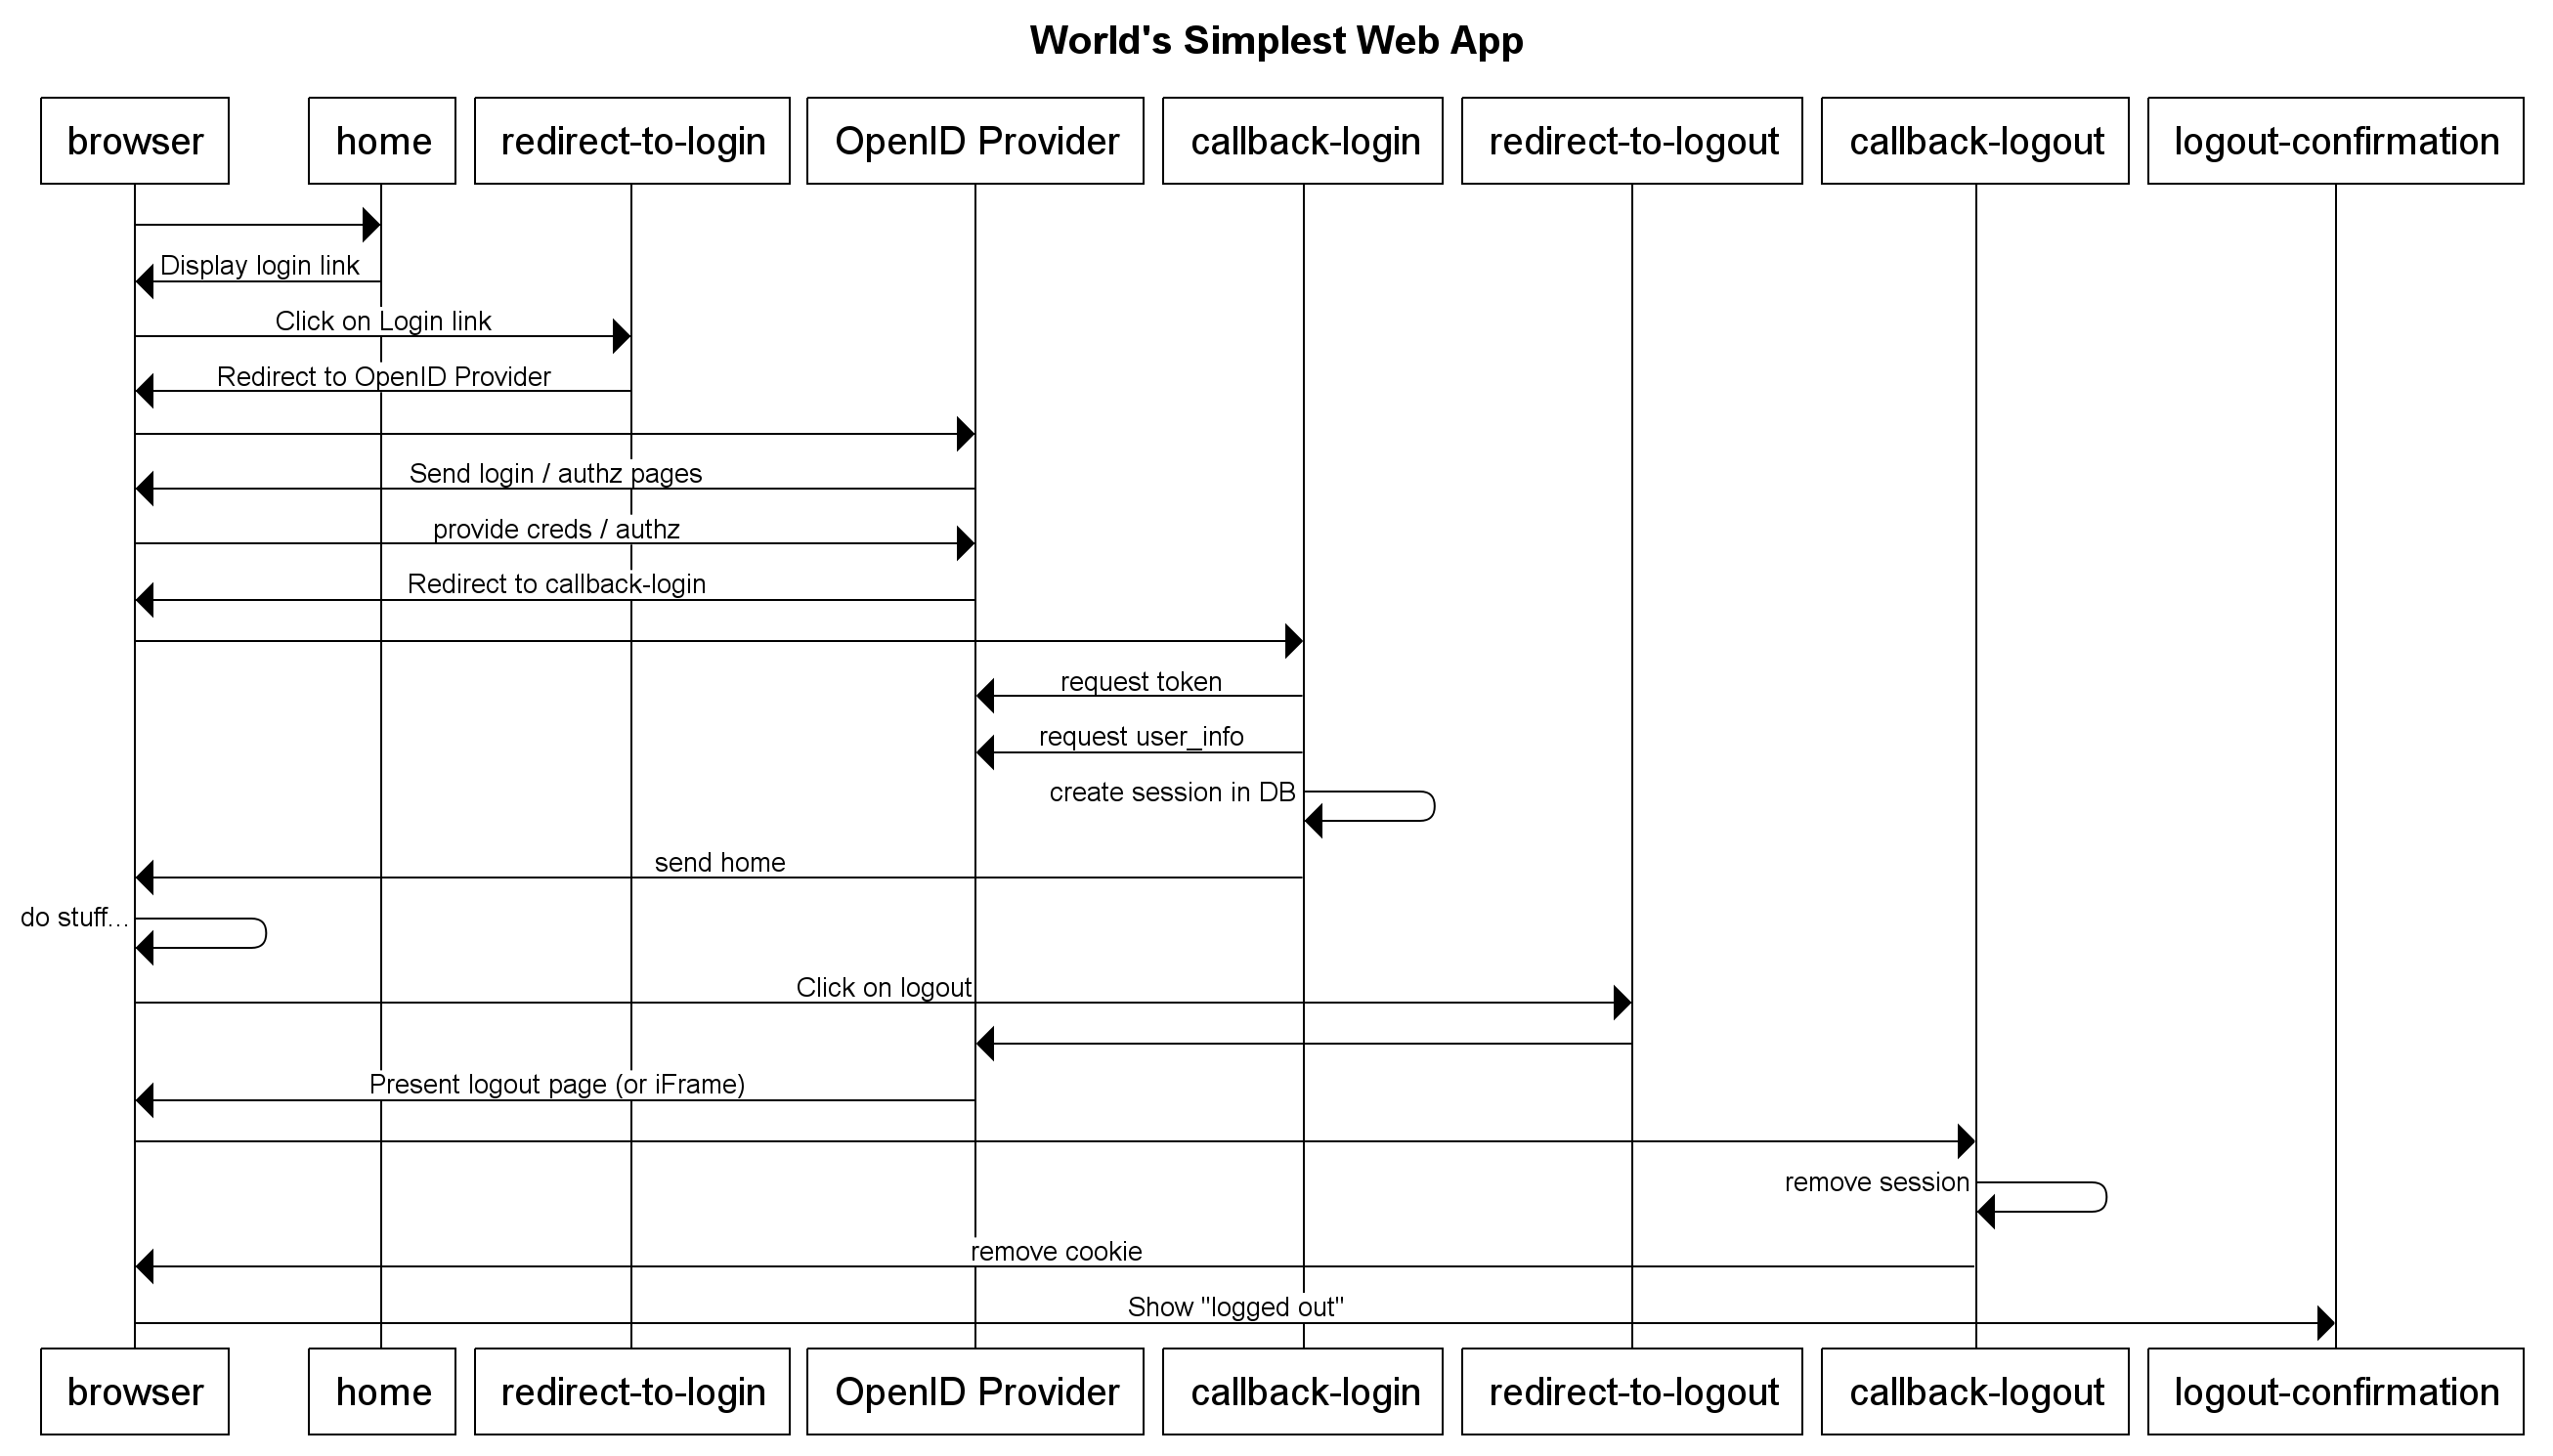 World's Simplest Web App
browser
home
redirect-to-login
OpenID Provider
callback-login
redirect-to-logout
callback-logout
logout-confirmation
Display login link
Click on Login link
Redirect to OpenID Provider
Send login / authz pages
provide creds / authz
Redirect to callback-login
request token
request user_info
create session in DB
send home
do stuff...
Click on logout
Present logout page (or iFrame)
remove session
remove cookie
Show "logged out"
browser
home
redirect-to-login
OpenID Provider
callback-login
redirect-to-logout
callback-logout
logout-confirmation